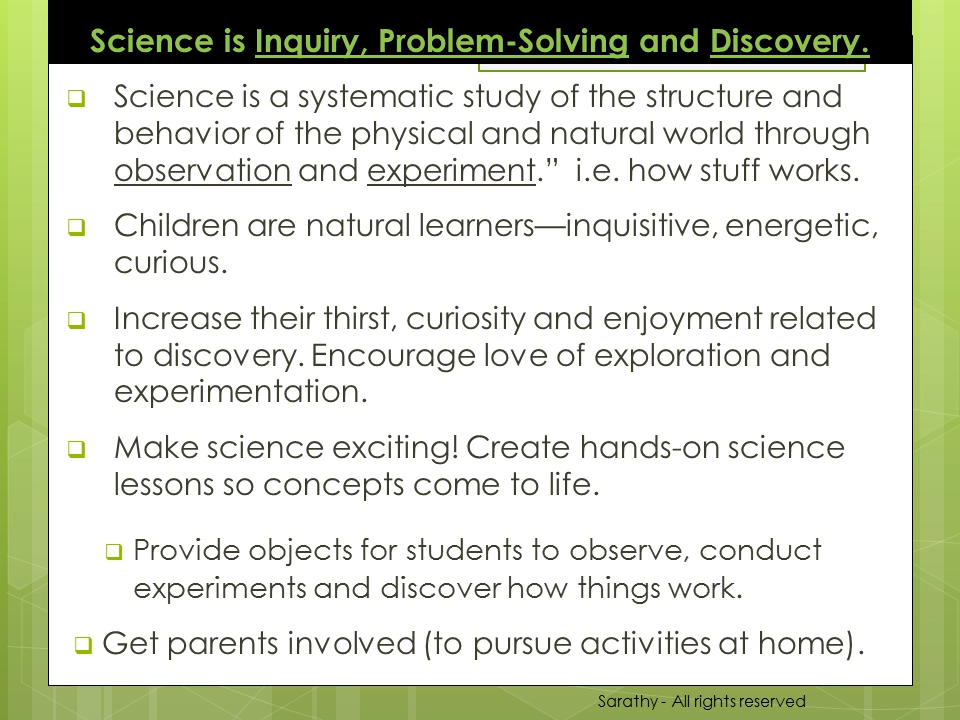 Science is Inquiry, Problem-Solving and Discovery.
Science is a systematic study of the structure and
behavior of the physical and natural world through
observation and experiment.” i.e. how stuff works.
Children are natural learners—inquisitive, energetic,
curious.
Increase their thirst, curiosity and enjoyment related
to discovery. Encourage love of exploration and
experimentation.
Make science exciting! Create hands-on science
lessons so concepts come to life.
Provide objects for students to observe, conduct
experiments and discover how things work.
Get parents involved (to pursue activities at home).
Sarathy - All rights reserved